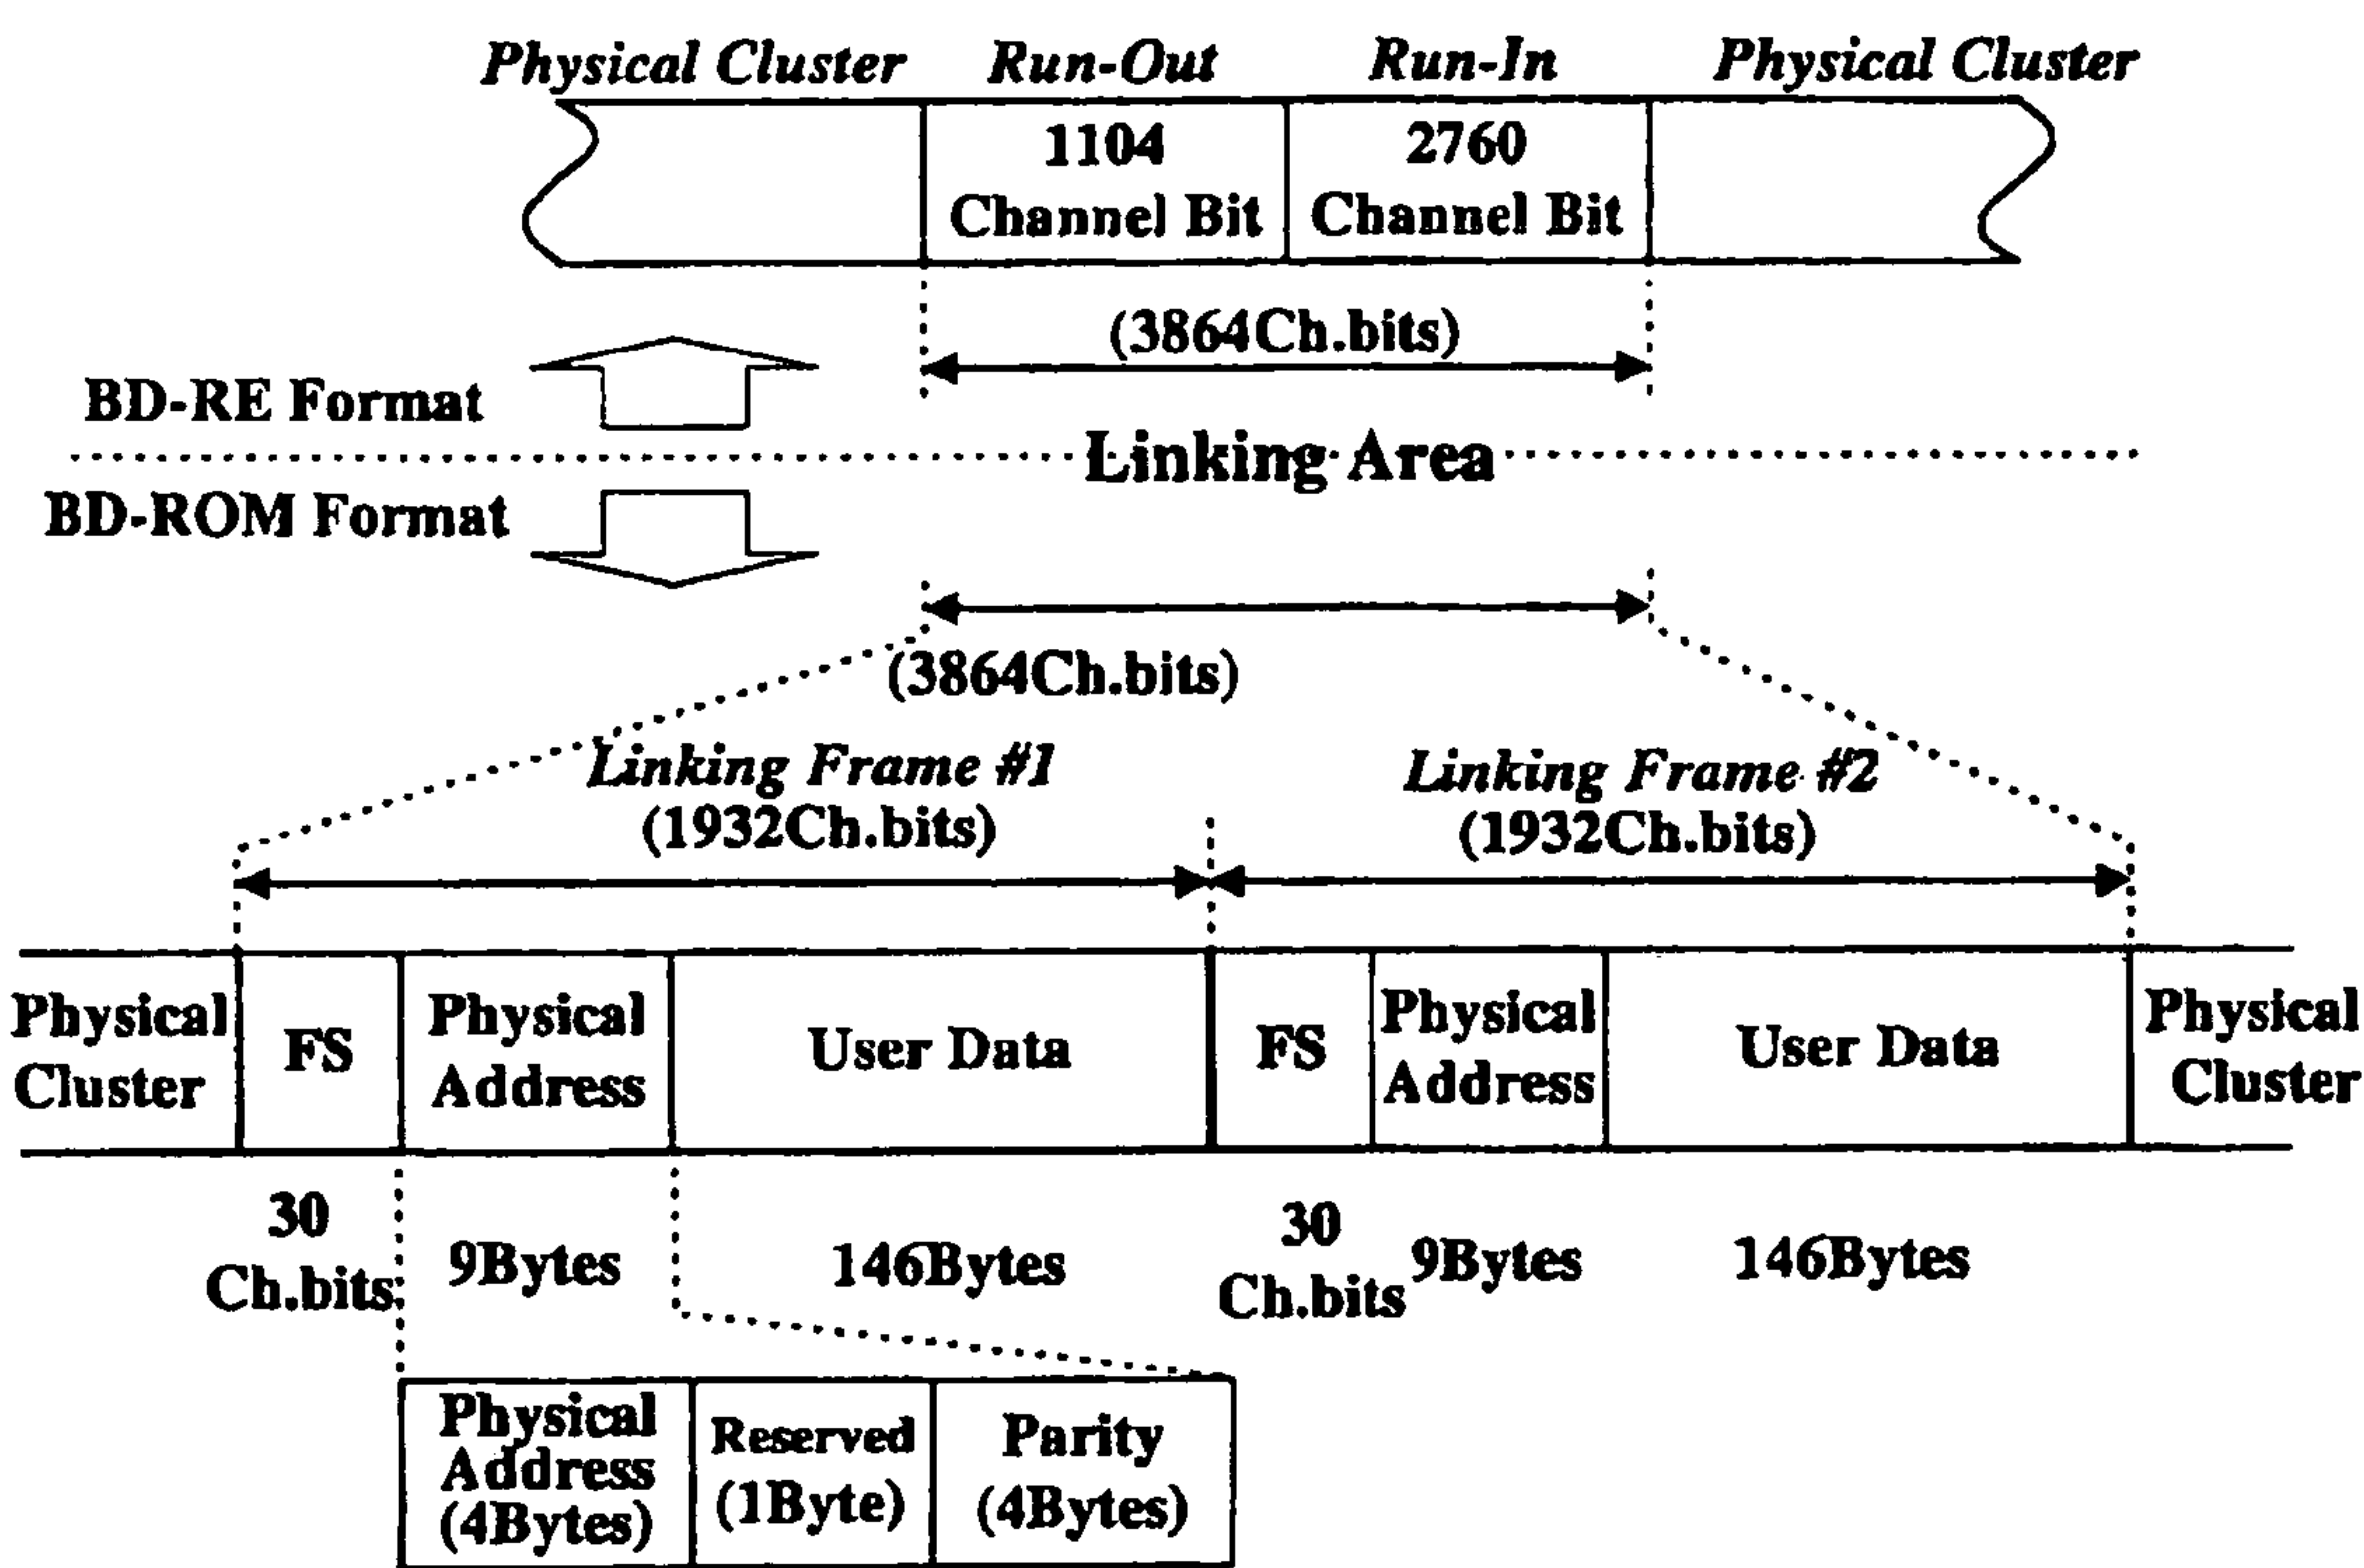 Physical Cluster Run-Out Run-In Physical Cluster
1104 Channel Bit
2760 Channel Bit
(3864Ch.bits)
BD-RE Format
Linking Area
BD-ROM Format
(3864Ch.bits)
Linking Frame #1
(1932Ch.bits)
Linking Frame #2
(1932Ch.bits)
Physical Cluster
FS
Physical Address
User Data
FS
Physical Address
User Data
Physical Cluster
30 Ch.bits
9Bytes
146Bytes
30 Ch.bits
9Bytes
146Bytes
Physical Address (4Bytes)
Reserved (1Byte)
Parity (4Bytes)